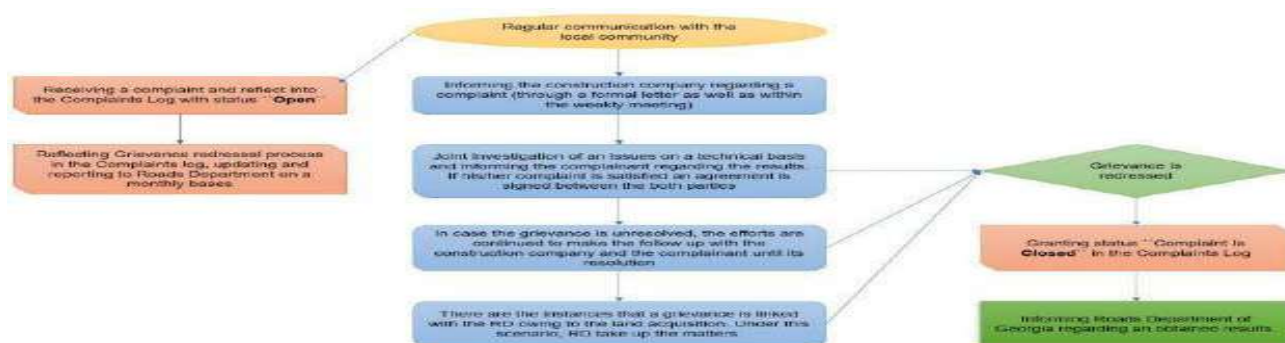 Regular communication with the
local community
Receiving a complaint and reflect into
the Complaints Log with status ``Open``
Reflecting Grievance redressal process
in the Complaints log, updating and
reporting to Roads Department on a
monthly bases
Informing the construction company regarding a
complaint (through a formal letter as well as within
the weekly meeting)
Joint Investigation of an Issues on a technical basis
and informing the complainant regarding the results.
If his/her complaint is satisfied an agreement is
signed between the both parties
In case the grievance is unresolved, the efforts are
continued to make the follow up with the
construction company and the complainant until its
resolution
There are the instances that a grievance is linked
with the RD owing to the land acquisition. Under this
scenario, RD take up the matters
Grievance is
redressed
Granting status ``Complaint is
Closed`` in the Complaints Log
Informing Roads Department of
Georgia regarding an obtained results